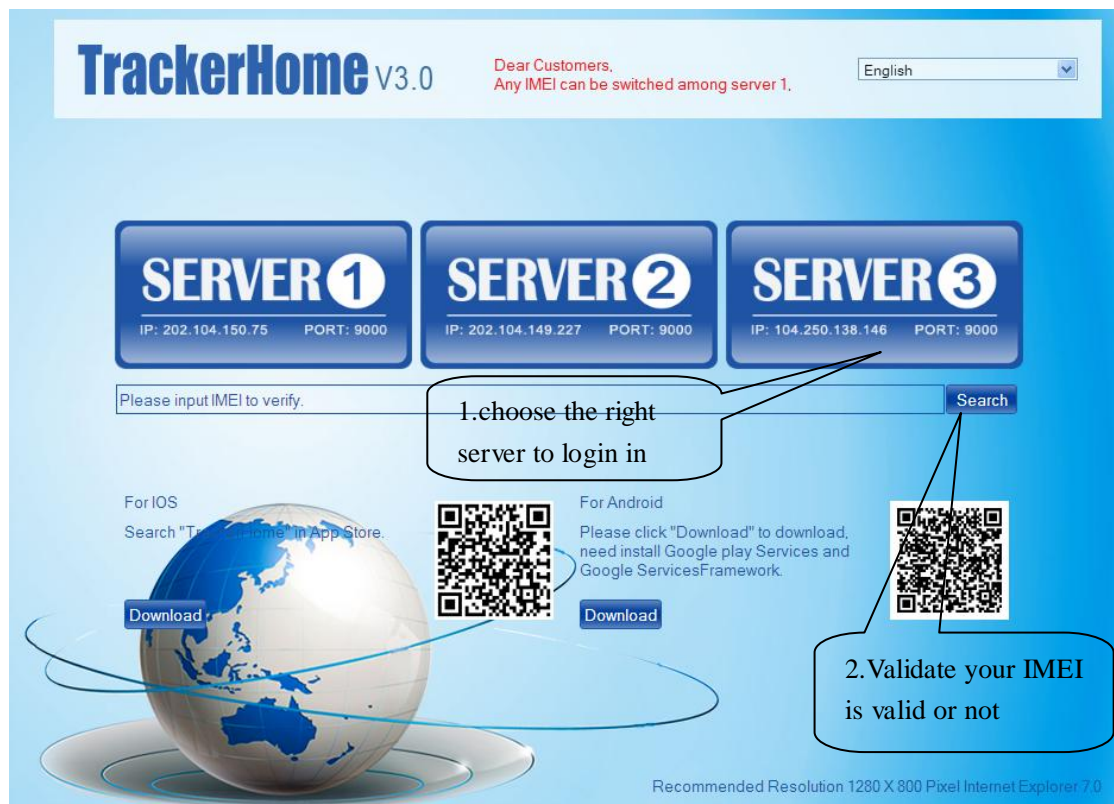 TrackerHome V3.0
Dear Customers,
Any IMEI can be switched among server 1,
English
SERVER 1
IP: 202.104.150.75 PORT: 9000
SERVER 2
IP: 202.104.149.227 PORT: 9000
SERVER 3
IP: 104.250.138.146 PORT: 9000
Please input IMEI to verify.
Search
1.choose the right
server to login in
For IOS
Search "Tr Home" in App Store.
Download
For Android
Please click "Download" to download,
need install Google play Services and
Google ServicesFramework.
Download
2.Validate your IMEI
is valid or not
Recommended Resolution 1280 X 800 Pixel Internet Explorer 7.0